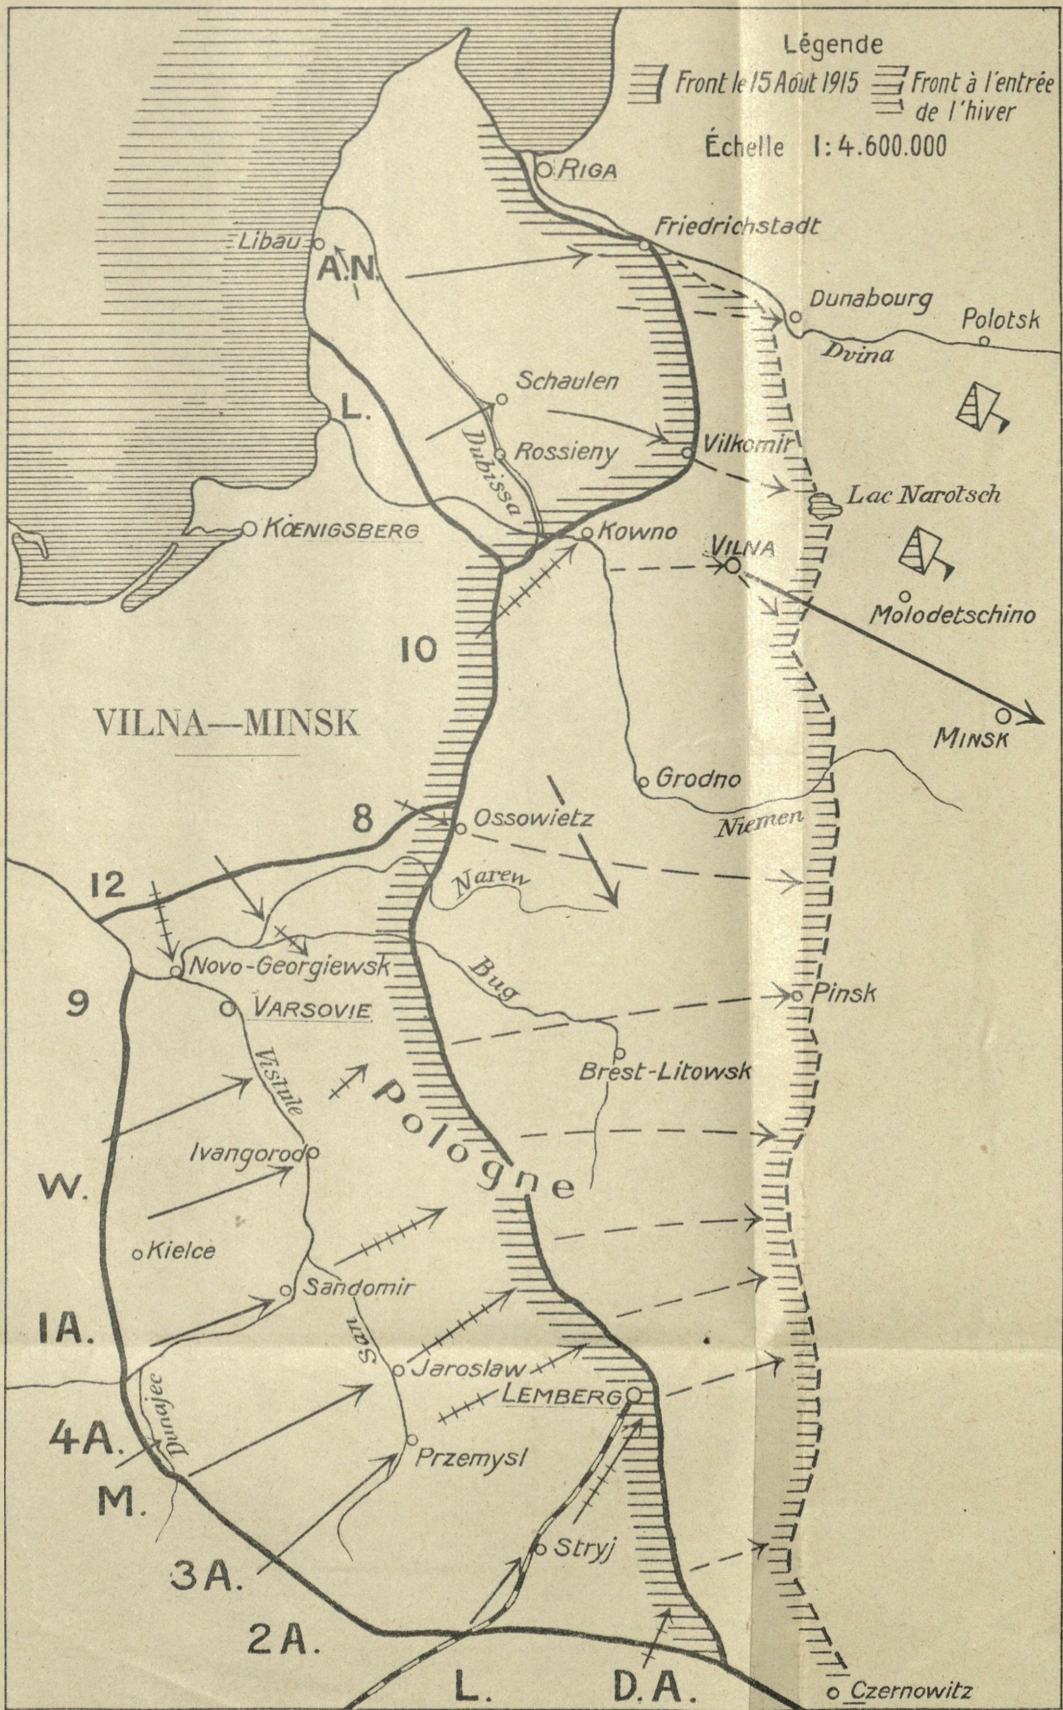 Légende
Front le 15 Août 1915
Front à l'entrée
de l'hiver
Échelle 1:4.600.000
RIGA
Friedrichstadt
Libau
A.N.
Dunabourg
Polotsk
Dvina
Schaulen
L.
Vilkomir
Rossieny
Dubissa
Lac Narotsch
KŒNIGSBERG
Kowno
VILNA
Molodetschino
10
VILNA—MINSK
MINSK
Grodno
Niemen
8
Ossowietz
12
Narew
Novo-Georgiewsk
Bug
9
VARSOVIE
Pinsk
Vistule
Brest-Litowsk
Pologne
Ivangorod
W.
Kielce
Sandomir
1A.
San
Jaroslaw
LEMBERG
Dunajec
4A.
Przemysl
M.
Stryj
3A.
2A.
L.
D.A.
Czernowitz